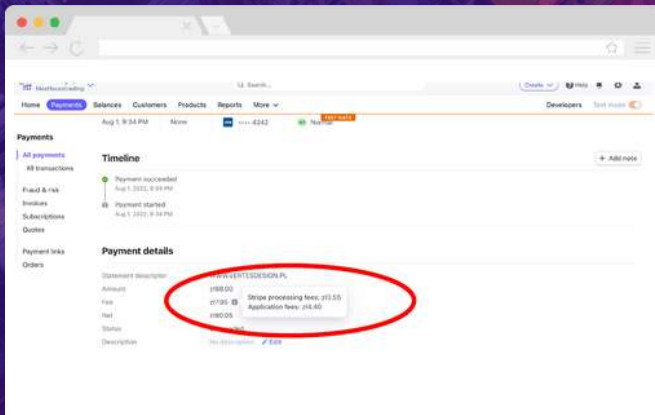 Search...
Create
Help
Home Payments Balances Customers Products Reports More
Developers Test mode
TEST DATA
Aug 1, 9:34 PM None VISA •••• 4242 Normal
Payments
All payments
All transactions
Fraud & risk
Invoices
Subscriptions
Quotes
Payment links
Orders
Timeline
+ Add note
Payment succeeded
Aug 1, 2022, 9:34 PM
Payment started
Aug 1, 2022, 9:34 PM
Payment details
Statement descriptor
Amount zł88.00
Fee zł7.95
Stripe processing fees: zł3.55
Application fees: zł4.40
Net zł80.05
Status
Description No description Edit